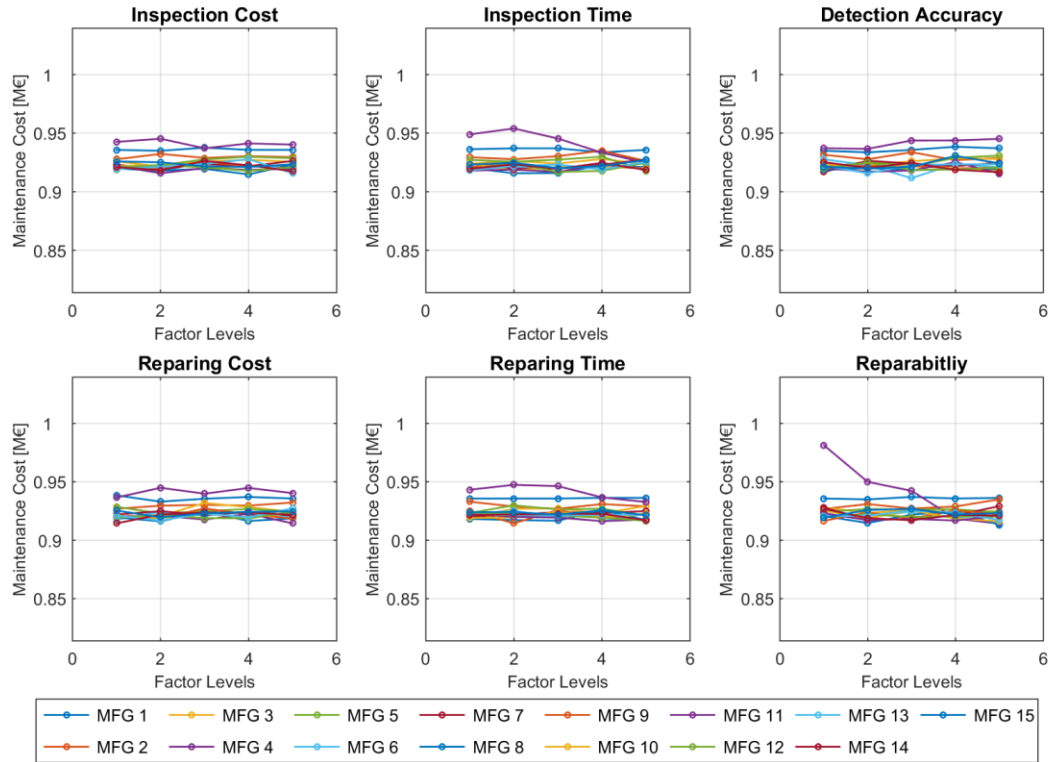 Inspection Cost
Inspection Time
Detection Accuracy
Maintenance Cost [M€]
1
0.95
0.9
0.85
0 2 4 6
Factor Levels
Maintenance Cost [M€]
1
0.95
0.9
0.85
0 2 4 6
Factor Levels
Maintenance Cost [M€]
1
0.95
0.9
0.85
0 2 4 6
Factor Levels
Reparing Cost
Reparing Time
Reparabitliy
Maintenance Cost [M€]
1
0.95
0.9
0.85
0 2 4 6
Factor Levels
Maintenance Cost [M€]
1
0.95
0.9
0.85
0 2 4 6
Factor Levels
Maintenance Cost [M€]
1
0.95
0.9
0.85
0 2 4 6
Factor Levels
MFG 1 MFG 3 MFG 5 MFG 7 MFG 9 MFG 11 MFG 13 MFG 15
MFG 2 MFG 4 MFG 6 MFG 8 MFG 10 MFG 12 MFG 14